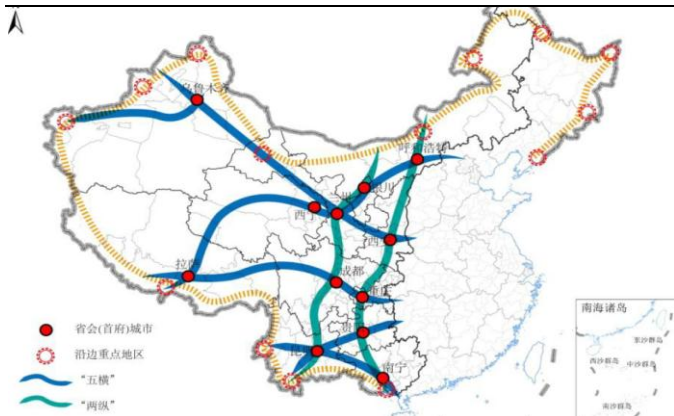 乌鲁木齐
呼和浩特
银川
兰州
西宁
西安
拉萨
成都
重庆
贵阳
昆明
南宁
省会(首府)城市
沿边重点地区
“五横”
“两纵”
南海诸岛
东沙群岛
西沙群岛
中沙群岛
南沙群岛